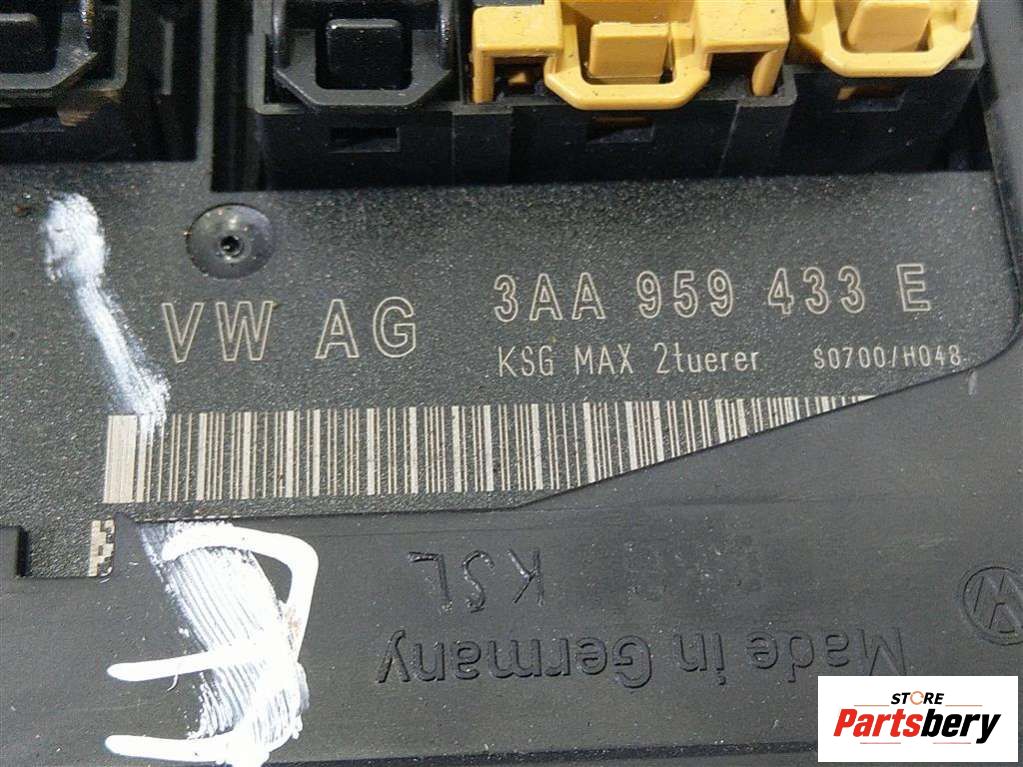 VW AG 3AA 959 433 E
KSG MAX 2tuerer S0700/H048
KSL
Made in Germany
STORE
Partsbery